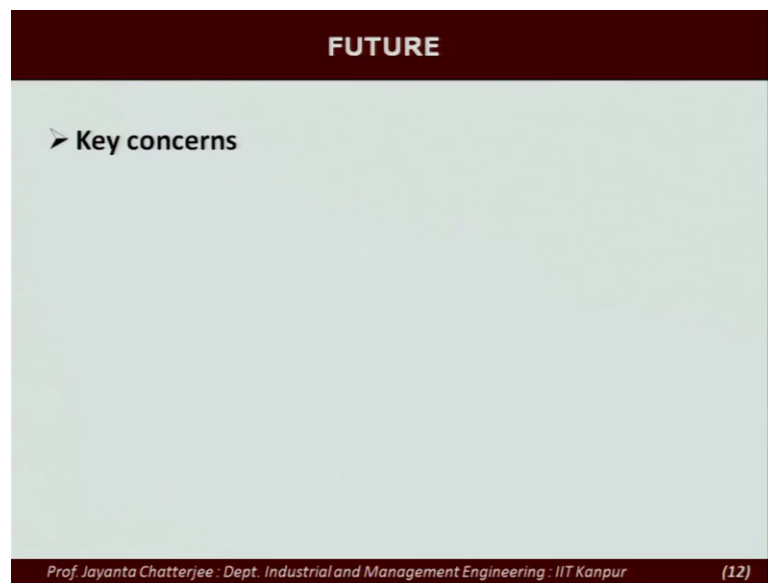 FUTURE
➢ Key concerns
Prof. Jayanta Chatterjee : Dept. Industrial and Management Engineering : IIT Kanpur (12)